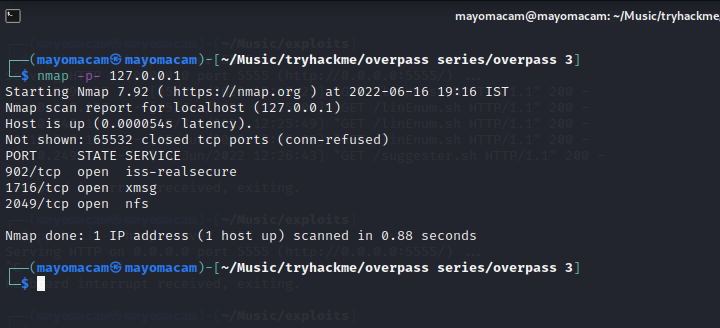 mayomacam@mayomacam: ~/Music/tryhackme/
┌──(mayomacam㉿mayomacam)-[~/Music/tryhackme/overpass series/overpass 3]
└─$ nmap -p- 127.0.0.1
Starting Nmap 7.92 ( https://nmap.org ) at 2022-06-16 19:16 IST
Nmap scan report for localhost (127.0.0.1)
Host is up (0.000054s latency).
Not shown: 65532 closed tcp ports (conn-refused)
PORT     STATE SERVICE
902/tcp  open  iss-realsecure
1716/tcp open  xmsg
2049/tcp open  nfs
Nmap done: 1 IP address (1 host up) scanned in 0.88 seconds
┌──(mayomacam㉿mayomacam)-[~/Music/tryhackme/overpass series/overpass 3]
└─$